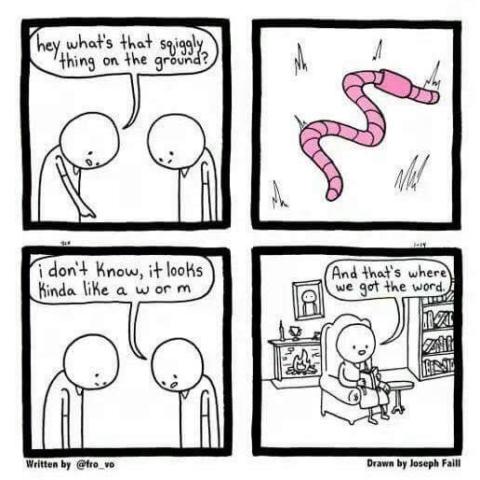 hey what's that sqiggly
thing on the ground?
i don't know, it looks
kinda like a w or m
And that's where
we got the word.
Written by @fro_vo
Drawn by Joseph Faill